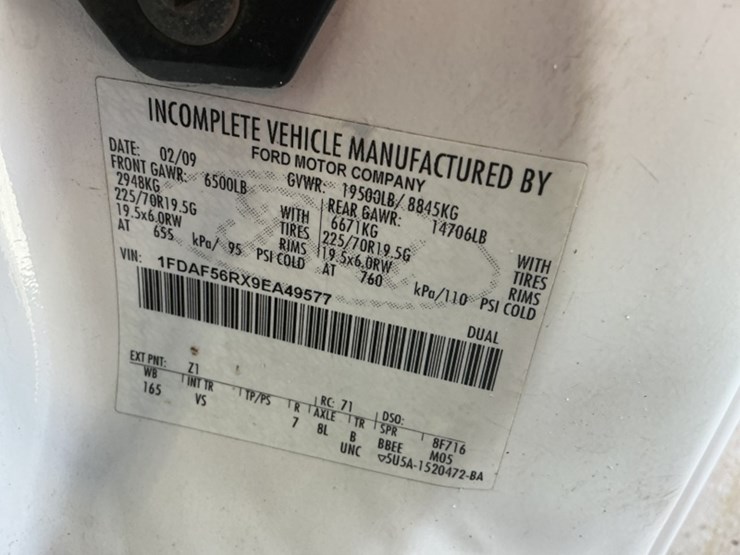 INCOMPLETE VEHICLE MANUFACTURED BY
FORD MOTOR COMPANY
DATE: 02/09 GVWR: 19500LB/ 8845KG
FRONT GAWR: 6500LB REAR GAWR: 14706LB
2948KG WITH 6671KG WITH
225/70R19.5G TIRES 225/70R19.5G TIRES
19.5x6.0RW RIMS 19.5x6.0RW RIMS
AT 655 kPa/ 95 PSI COLD AT 760 kPa/110 PSI COLD
VIN: 1FDAF56RX9EA49577 DUAL
EXT PNT: Z1 RC: 71 DSO: 8F716
WB INT TR TP/PS R AXLE TR SPR M05
165 VS 7 8L B BBEE
UNC ▽5U5A-1520472-BA